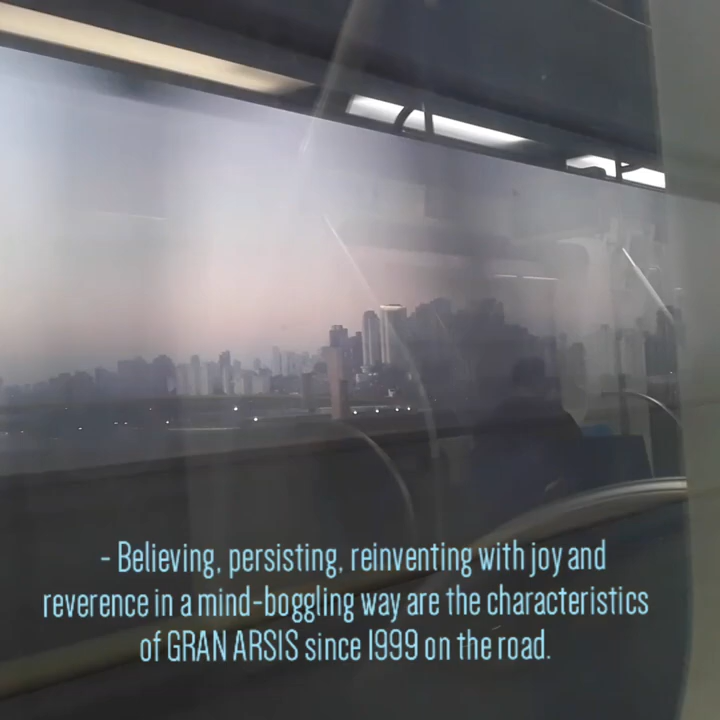 - Believing, persisting, reinventing with joy and
reverence in a mind-boggling way are the characteristics
of GRAN ARSIS since 1999 on the road.